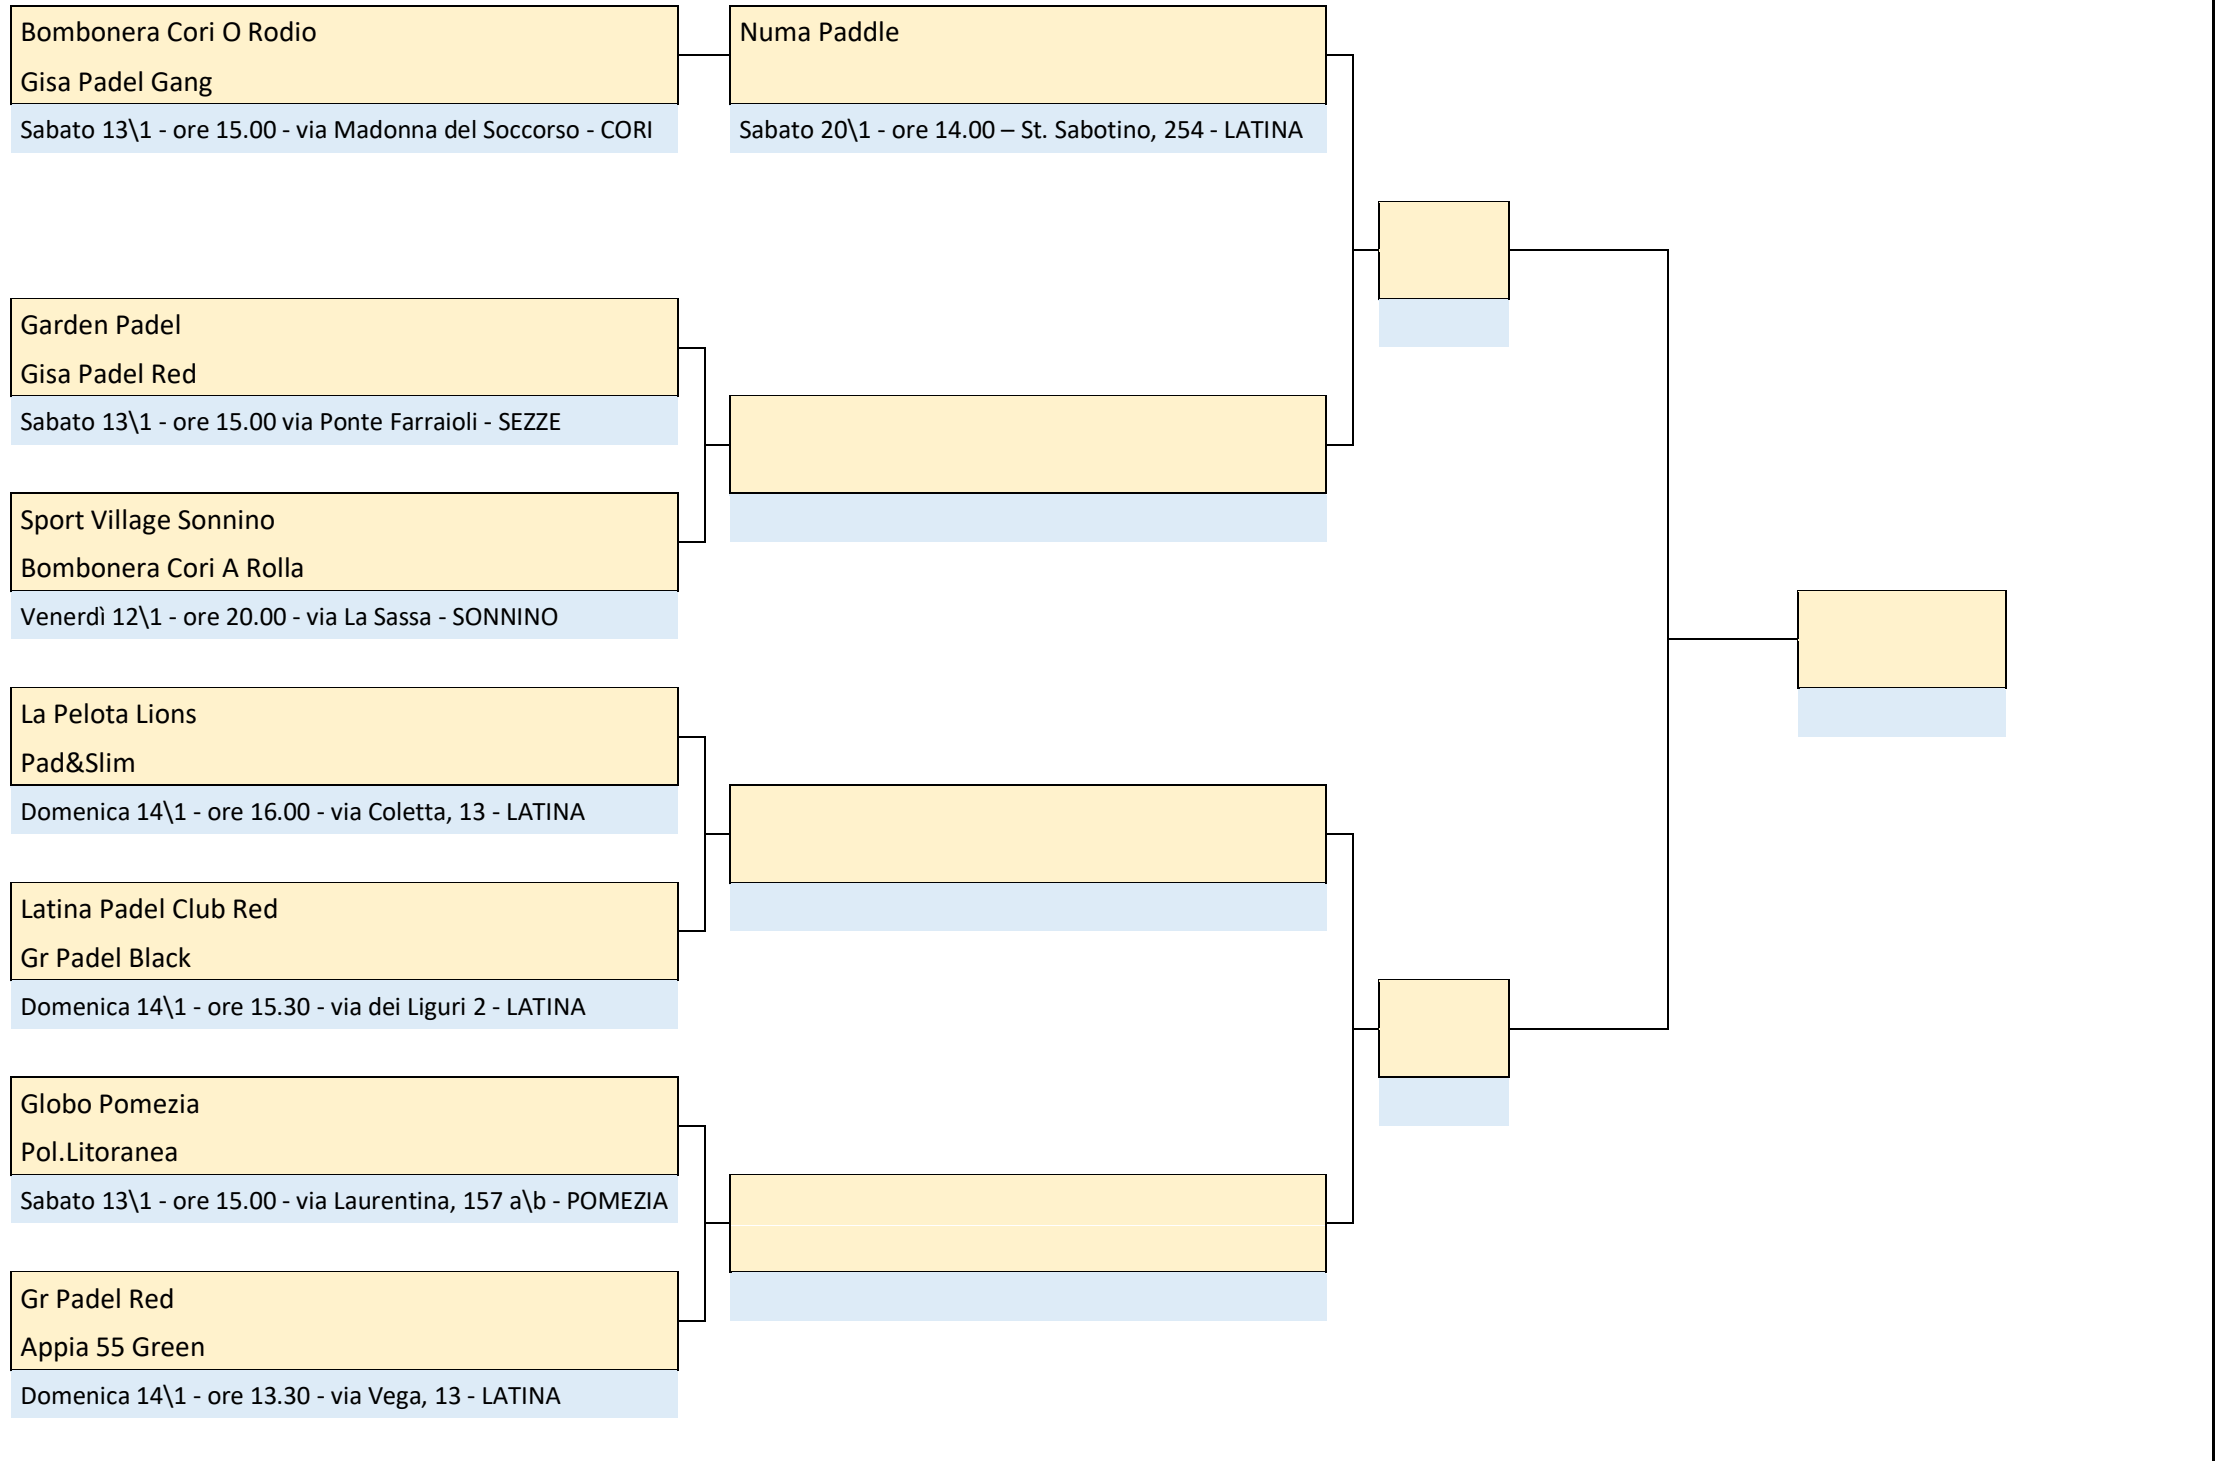 Bombonera Cori O Rodio
Gisa Padel Gang
Sabato 13\1 - ore 15.00 - via Madonna del Soccorso - CORI
Numa Paddle
Sabato 20\1 - ore 14.00 – St. Sabotino, 254 - LATINA
Garden Padel
Gisa Padel Red
Sabato 13\1 - ore 15.00 via Ponte Farraioli - SEZZE
Sport Village Sonnino
Bombonera Cori A Rolla
Venerdì 12\1 - ore 20.00 - via La Sassa - SONNINO
La Pelota Lions
Pad&Slim
Domenica 14\1 - ore 16.00 - via Coletta, 13 - LATINA
Latina Padel Club Red
Gr Padel Black
Domenica 14\1 - ore 15.30 - via dei Liguri 2 - LATINA
Globo Pomezia
Pol.Litoranea
Sabato 13\1 - ore 15.00 - via Laurentina, 157 a\b - POMEZIA
Gr Padel Red
Appia 55 Green
Domenica 14\1 - ore 13.30 - via Vega, 13 - LATINA